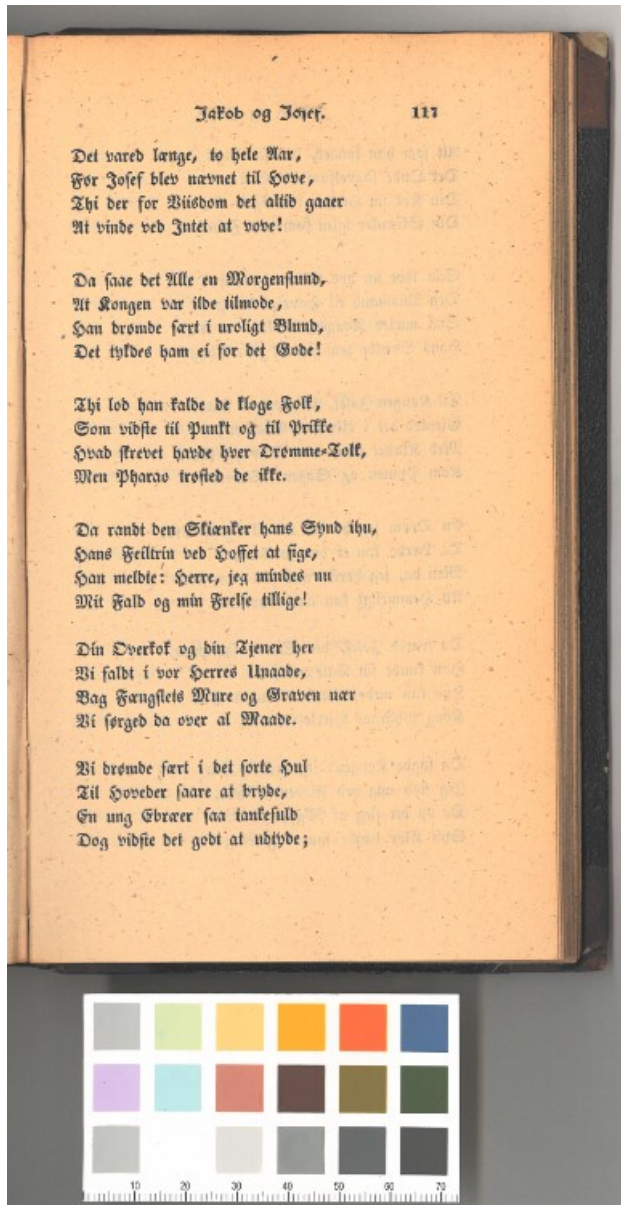 Jakob og Josef. 117
Det vared længe, to hele Aar,
Før Josef blev nævnet til Hove,
Thi der for Viisdom det altid gaaer
At vinde ved Intet at vove!
Da saae det Alle en Morgenstund,
At Kongen var ilde tilmode,
Han drømde sært i uroligt Blund,
Det tyktes ham ei for det Gode!
Thi lod han kalde de kloge Folk,
Som vidste til Punkt og til Prikke
Hvad skrevet havde hver Drømme-Tolk,
Men Pharao trøsted de ikke.
Da randt den Skiænker hans Synd ihu,
Hans Feiltrin ved Hoffet at sige,
Han meldte: Herre, jeg mindes nu
Mit Fald og min Frelse tillige!
Din Overkok og din Tjener her
Vi faldt i vor Herres Unaade,
Bag Fængslets Mure og Graven nær
Vi sørged da over al Maade.
Vi drømde sært i det sorte Hul
Til Hoveder saare at bryde,
En ung Ebræer saa tankefuld
Dog vidste det godt at udtyde;
10 20 30 40 50 60 70